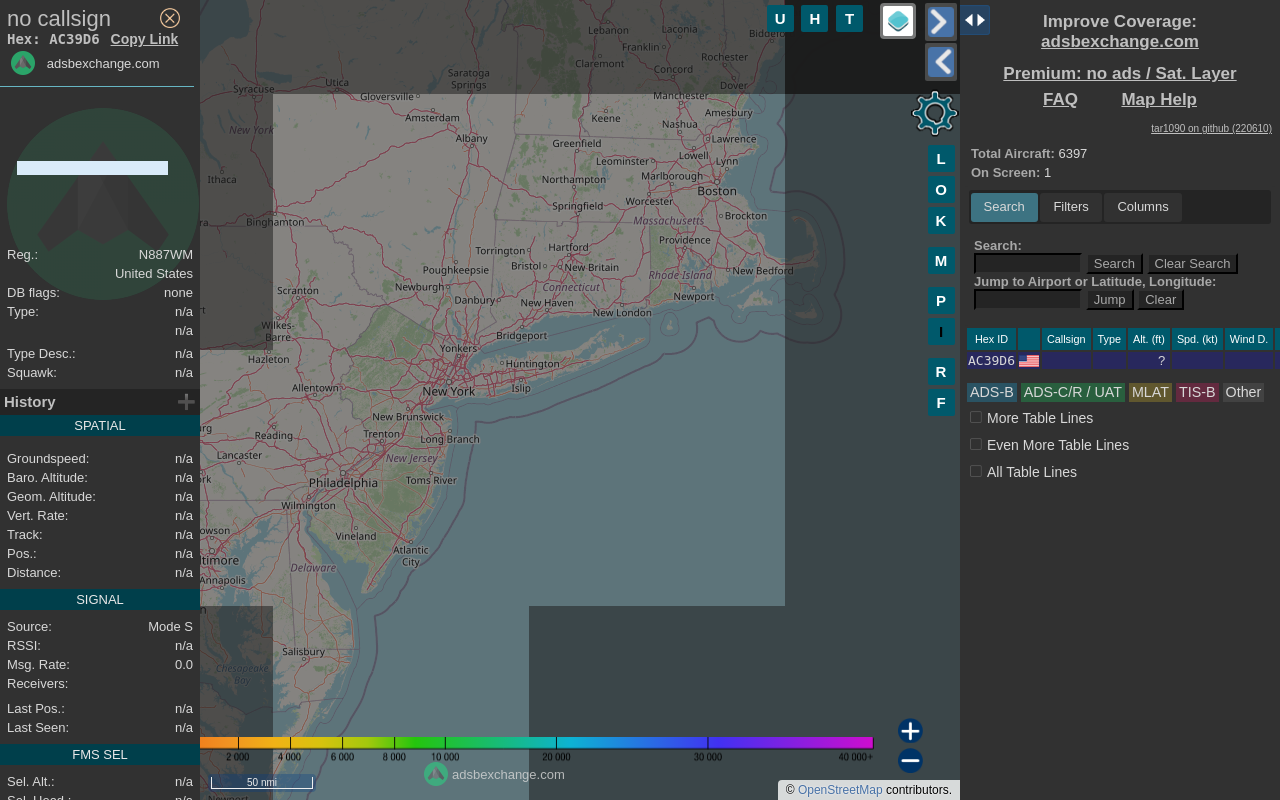 no callsign
Hex: AC39D6 Copy Link
adsbexchange.com
Reg.: N887WM
United States
DB flags: none
Type: n/a
n/a
Type Desc.: n/a
Squawk: n/a
History
SPATIAL
Groundspeed: n/a
Baro. Altitude: n/a
Geom. Altitude: n/a
Vert. Rate: n/a
Track: n/a
Pos.: n/a
Distance: n/a
SIGNAL
Source: Mode S
RSSI: n/a
Msg. Rate: 0.0
Receivers:
Last Pos.: n/a
Last Seen: n/a
FMS SEL
Sel. Alt.: n/a
U H T
L
O
K
M
P
I
R
F
Lebanon
Laconia
Franklin
Claremont
Rochester
Concord
Dover
Saratoga
Springs
Utica
Syracuse
Gloversville
Manchester
Amsterdam
Keene
Amesbury
New York
Albany
Nashua
Greenfield
Lawrence
Leominster
Lowell
Lynn
Ithaca
Northampton
Marlborough
Boston
Worcester
Springfield
Binghamton
Massachusetts
Brockton
Providence
Torrington
Hartford
Poughkeepsie
Bristol
New Britain
New Bedford
Rhode Island
Scranton
Newburgh
Connecticut
Danbury
New Haven
Newport
New London
Wilkes-
Barre
Bridgeport
Hazleton
Yonkers
Huntington
Allentown
New York
Islip
New Brunswick
Reading
Trenton
Long Branch
Lancaster
New Jersey
Philadelphia
Toms River
Wilmington
Vineland
Atlantic
City
Delaware
Annapolis
Salisbury
Chesapeake
Bay
2 000 4 000 6 000 8 000 10 000 20 000 30 000 40 000+
adsbexchange.com
50 nmi
© OpenStreetMap contributors.
Improve Coverage:
adsbexchange.com
Premium: no ads / Sat. Layer
FAQ Map Help
tar1090 on github (220610)
Total Aircraft: 6397
On Screen: 1
Search Filters Columns
Search:
Search Clear Search
Jump to Airport or Latitude, Longitude:
Jump Clear
Hex ID Callsign Type Alt. (ft) Spd. (kt) Wind D.
AC39D6 ?
ADS-B ADS-C/R / UAT MLAT TIS-B Other
More Table Lines
Even More Table Lines
All Table Lines